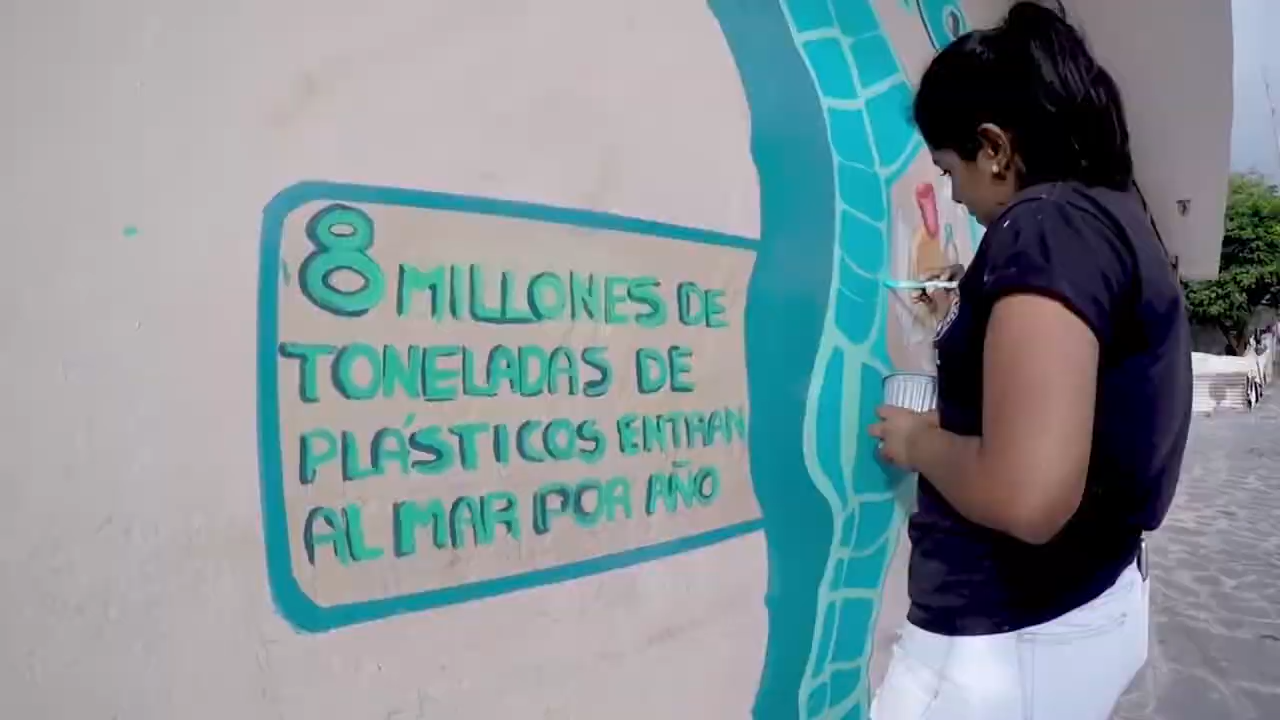 8 MILLONES DE
TONELADAS DE
PLÁSTICOS ENTRAN
AL MAR POR AÑO